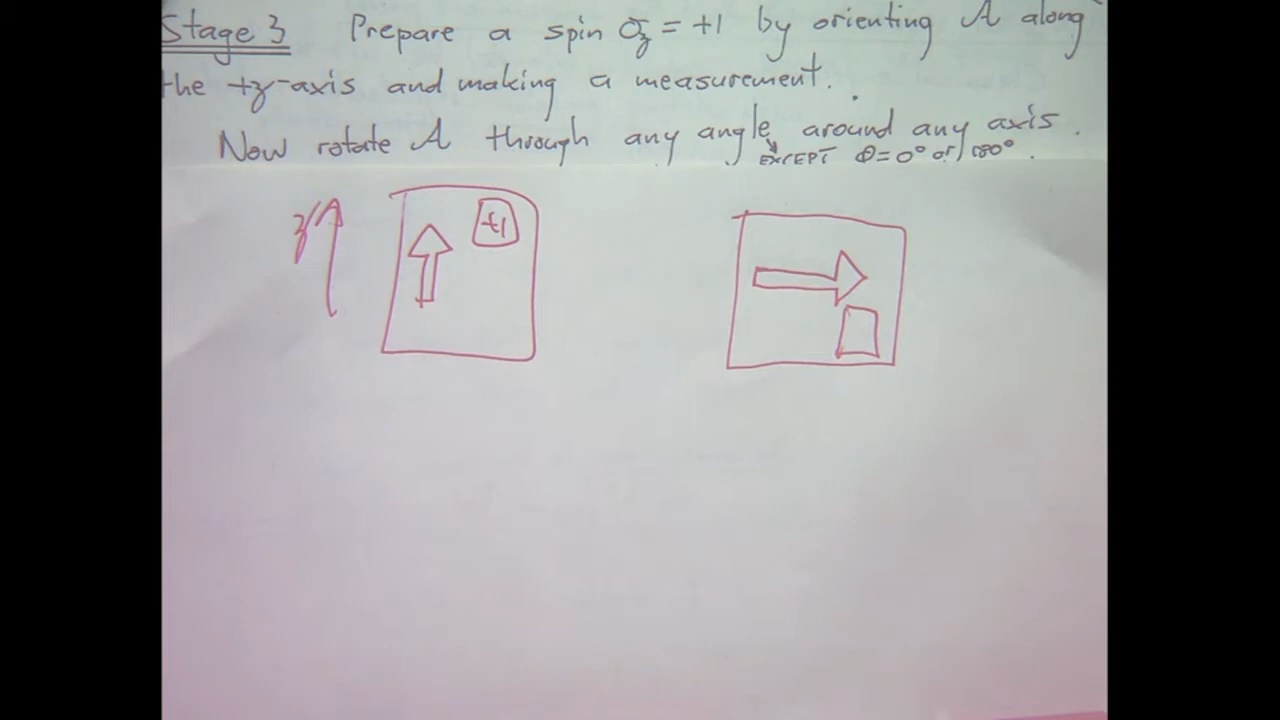 Stage 3 Prepare a spin σz = +1 by orienting A along
the +z-axis and making a measurement.
Now rotate A through any angle around any axis.
EXCEPT θ=0° or 180°.
z
+1